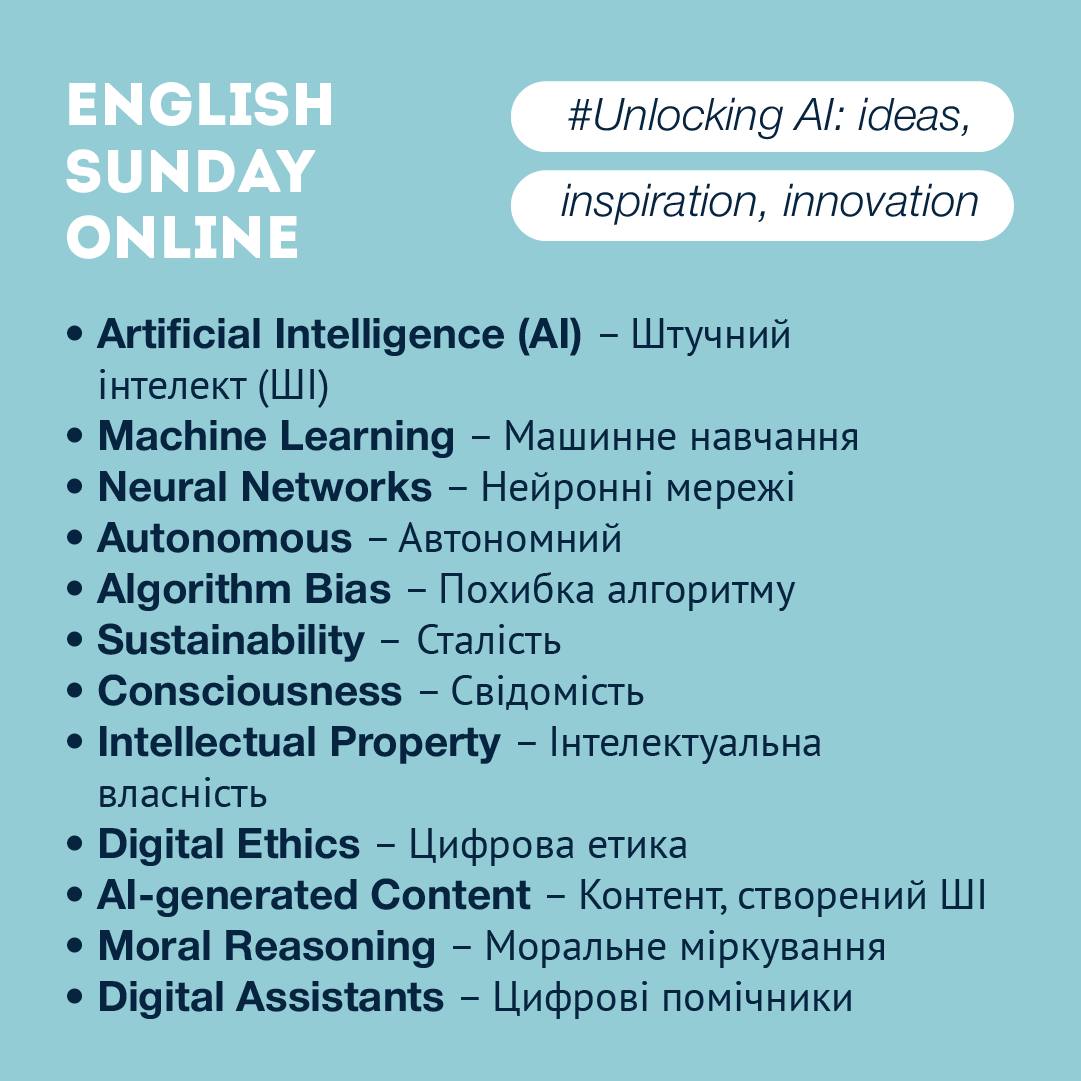 ENGLISH
SUNDAY
ONLINE
#Unlocking AI: ideas,
inspiration, innovation
• Artificial Intelligence (AI) – Штучний
інтелект (ШІ)
• Machine Learning – Машинне навчання
• Neural Networks – Нейронні мережі
• Autonomous – Автономний
• Algorithm Bias – Похибка алгоритму
• Sustainability – Сталість
• Consciousness – Свідомість
• Intellectual Property – Інтелектуальна
власність
• Digital Ethics – Цифрова етика
• AI-generated Content – Контент, створений ШІ
• Moral Reasoning – Моральне міркування
• Digital Assistants – Цифрові помічники